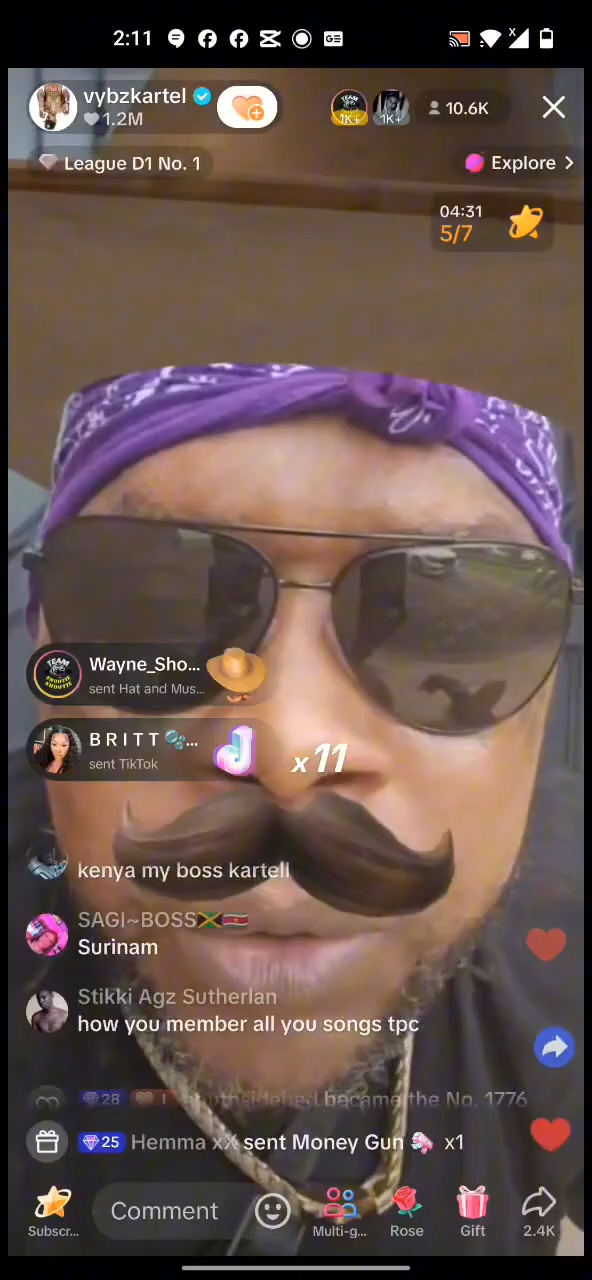 2:11
vybzkartel
1.2M
1K+
1K+
10.6K
League D1 No. 1
Explore
04:31
5/7
TEAM
Wayne_Sho...
sent Hat and Mus...
B R I T T 🫧...
sent TikTok
x11
kenya my boss kartell
SAGI~BOSS🇯🇲🇸🇷
Surinam
Stikki Agz Sutherlan
how you member all you songs tpc
28
became the No. 1776
25 Hemma xX sent Money Gun x1
Subscr...
Comment
Multi-g...
Rose
Gift
2.4K